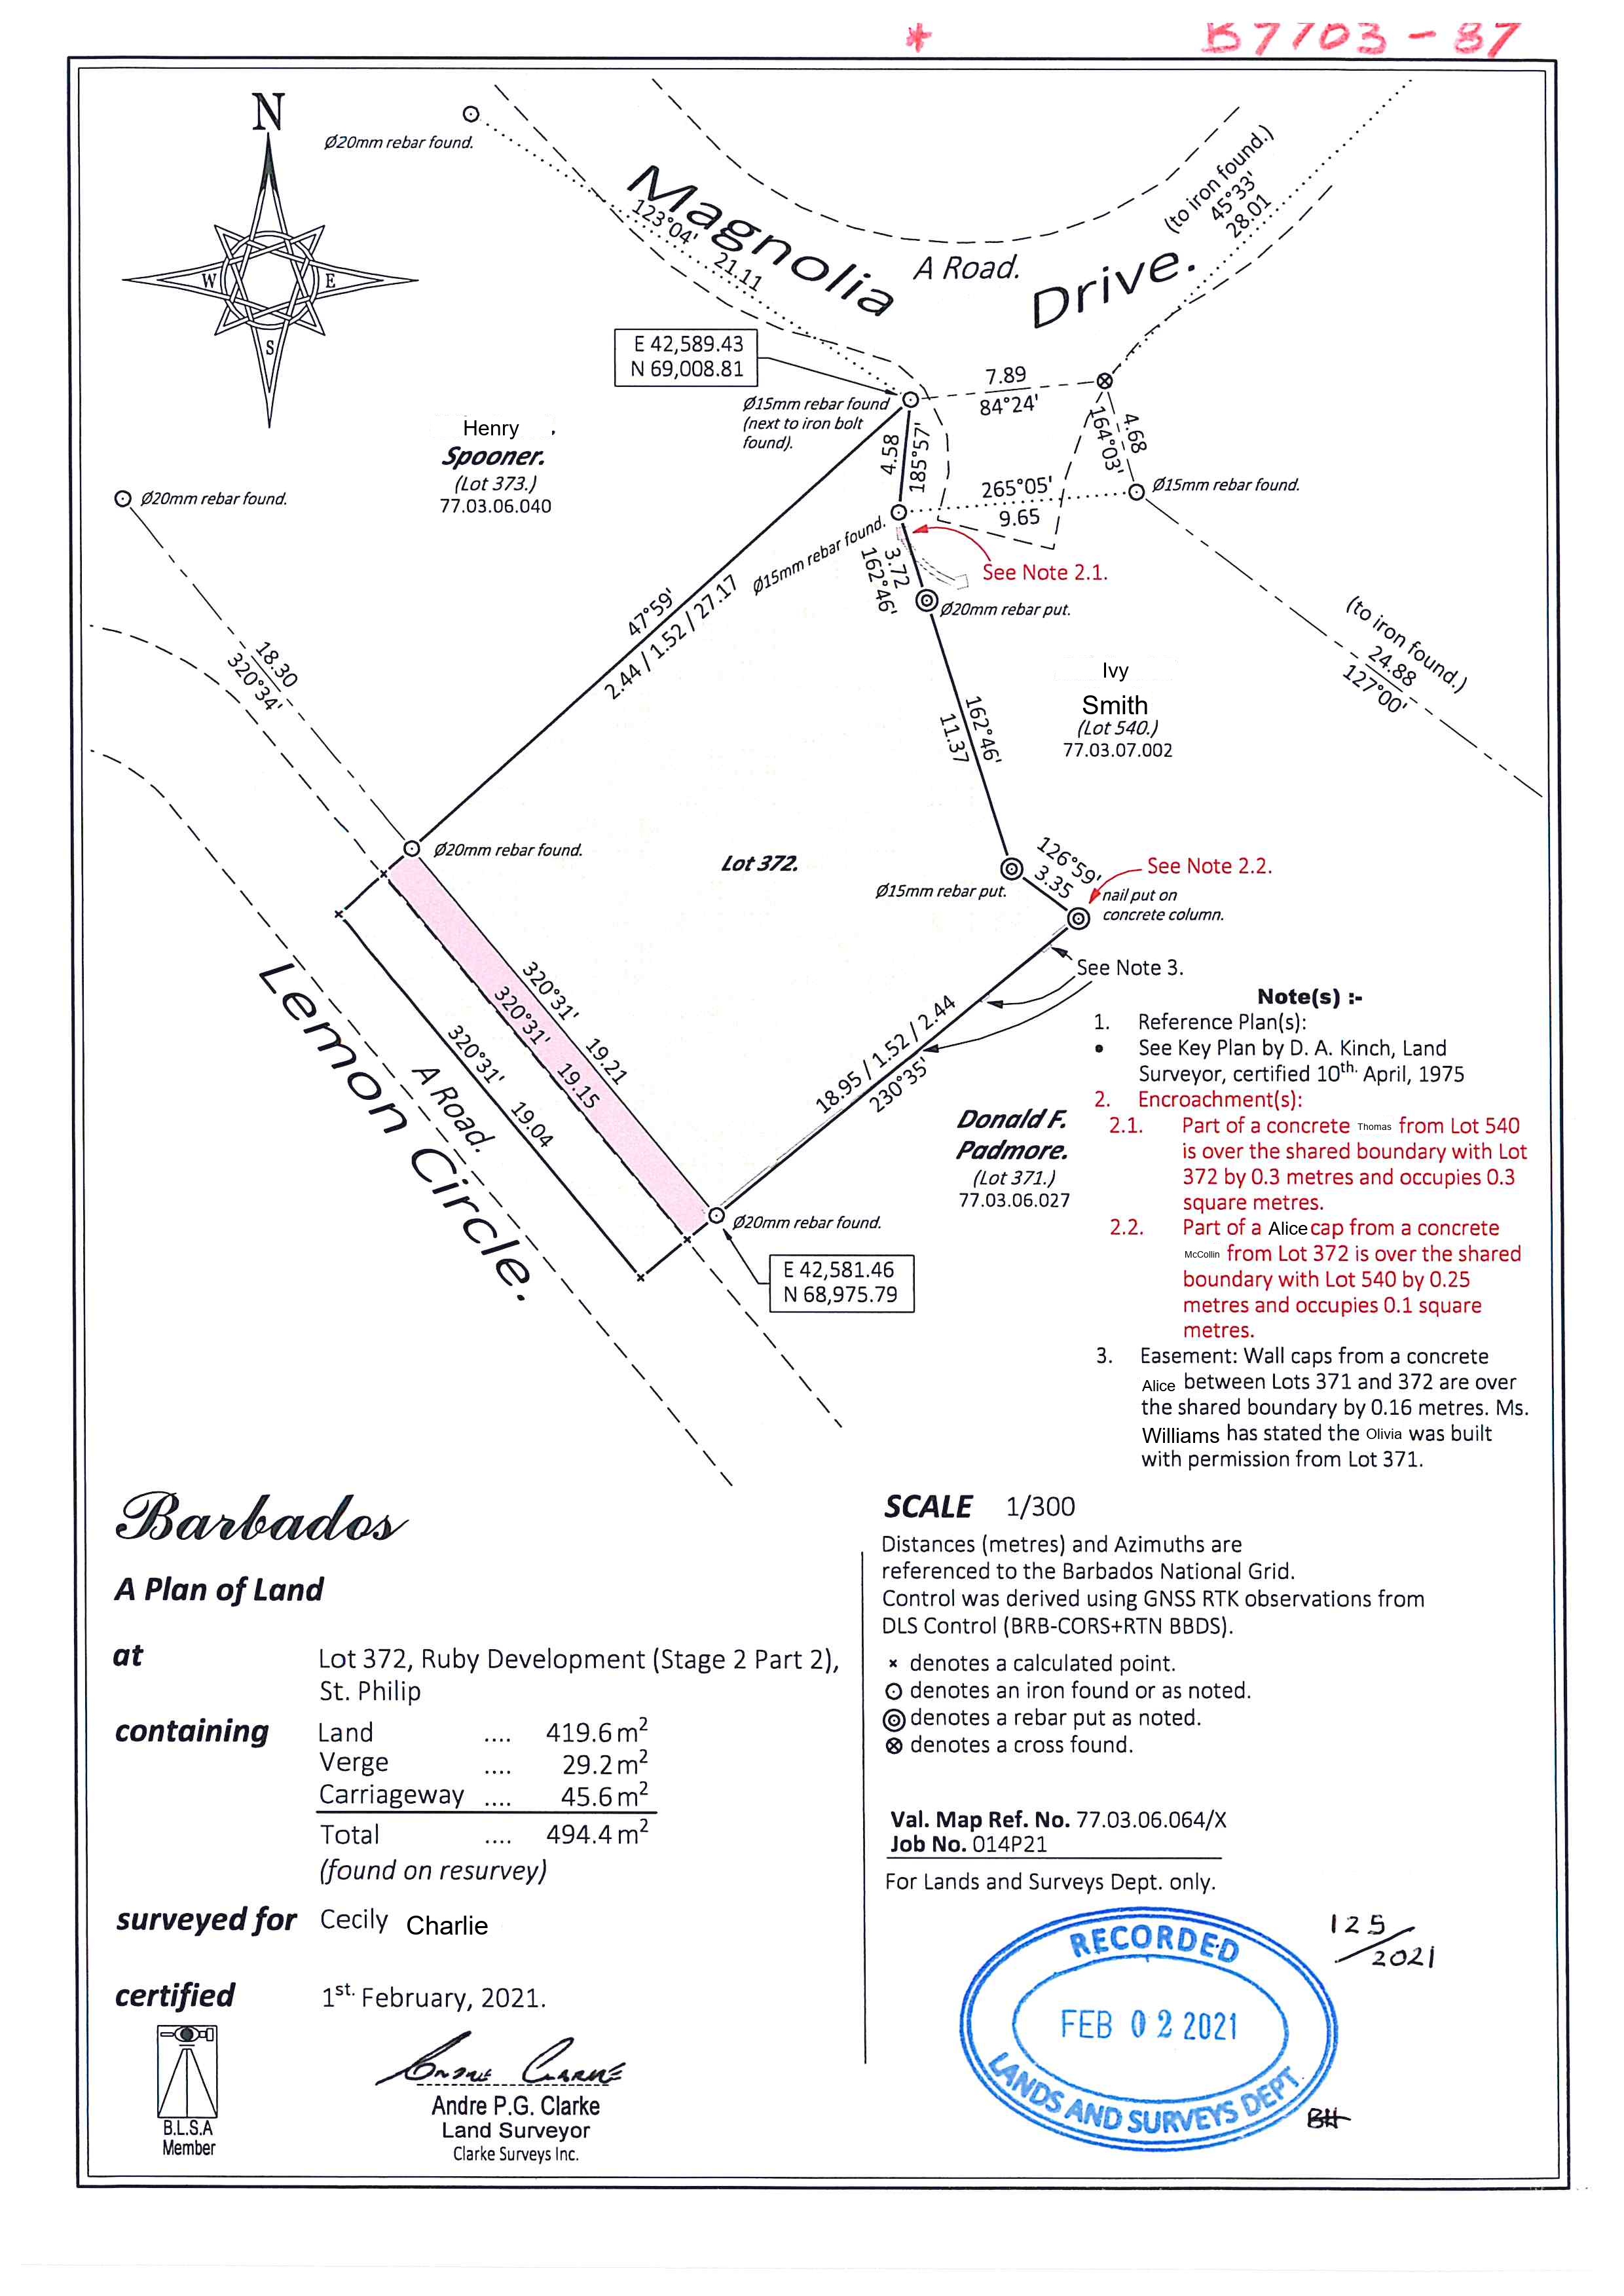 * B7703-87
N
W
E
S
Ø20mm rebar found.
Magnolia Drive.
A Road.
123°04'
21.11
(to iron found.)
45°33'
28.01
E 42,589.43
N 69,008.81
Ø15mm rebar found
(next to iron bolt
found).
7.89
84°24'
4.58
185°57'
164°03'
4.68
265°05'
9.65
Ø15mm rebar found.
Henry .
Spooner.
(Lot 373.)
77.03.06.040
Ø20mm rebar found.
Ø15mm rebar found.
See Note 2.1.
3.72
162°46'
Ø20mm rebar put.
47°59'
2.44 / 1.52 / 27.17
18.30
320°34'
(to iron found.)
24.88
127°00'
Ivy
Smith
(Lot 540.)
77.03.07.002
162°46'
11.37
Ø20mm rebar found.
Lot 372.
126°59'
3.35
See Note 2.2.
Ø15mm rebar put.
nail put on
concrete column.
See Note 3.
320°31'
19.21
320°31'
19.15
320°31'
19.04
A Road.
Lemon Circle.
18.95 / 1.52 / 2.44
230°35'
Donald F.
Padmore.
(Lot 371.)
77.03.06.027
Ø20mm rebar found.
E 42,581.46
N 68,975.79
Note(s) :-
1. Reference Plan(s):
• See Key Plan by D. A. Kinch, Land
Surveyor, certified 10th. April, 1975
2. Encroachment(s):
2.1. Part of a concrete Thomas from Lot 540
is over the shared boundary with Lot
372 by 0.3 metres and occupies 0.3
square metres.
2.2. Part of a Alice cap from a concrete
McCollin from Lot 372 is over the shared
boundary with Lot 540 by 0.25
metres and occupies 0.1 square
metres.
3. Easement: Wall caps from a concrete
Alice between Lots 371 and 372 are over
the shared boundary by 0.16 metres. Ms.
Williams has stated the Olivia was built
with permission from Lot 371.
Barbados
A Plan of Land
at Lot 372, Ruby Development (Stage 2 Part 2),
St. Philip
containing Land .... 419.6 m²
Verge .... 29.2 m²
Carriageway .... 45.6 m²
Total .... 494.4 m²
(found on resurvey)
surveyed for Cecily Charlie
certified 1st. February, 2021.
B.L.S.A
Member
Andre Clarke
Andre P.G. Clarke
Land Surveyor
Clarke Surveys Inc.
SCALE 1/300
Distances (metres) and Azimuths are
referenced to the Barbados National Grid.
Control was derived using GNSS RTK observations from
DLS Control (BRB-CORS+RTN BBDS).
× denotes a calculated point.
⊙ denotes an iron found or as noted.
◎ denotes a rebar put as noted.
⊗ denotes a cross found.
Val. Map Ref. No. 77.03.06.064/X
Job No. 014P21
For Lands and Surveys Dept. only.
RECORDED
FEB 02 2021
LANDS AND SURVEYS DEPT.
125/2021
BH